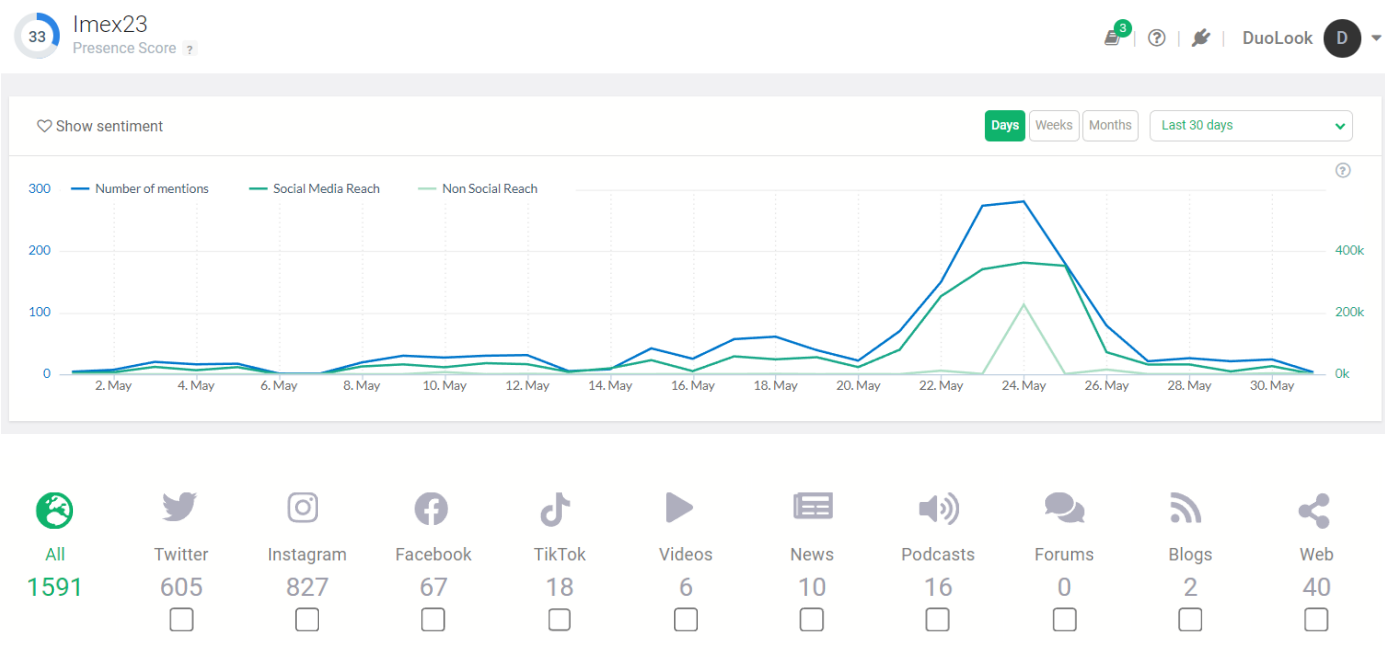 33
Imex23
Presence Score ?
3
DuoLook
D
Show sentiment
Days Weeks Months Last 30 days
?
300 Number of mentions Social Media Reach Non Social Reach
200 400k
100 200k
0 0k
2. May 4. May 6. May 8. May 10. May 12. May 14. May 16. May 18. May 20. May 22. May 24. May 26. May 28. May 30. May
All Twitter Instagram Facebook TikTok Videos News Podcasts Forums Blogs Web
1591 605 827 67 18 6 10 16 0 2 40